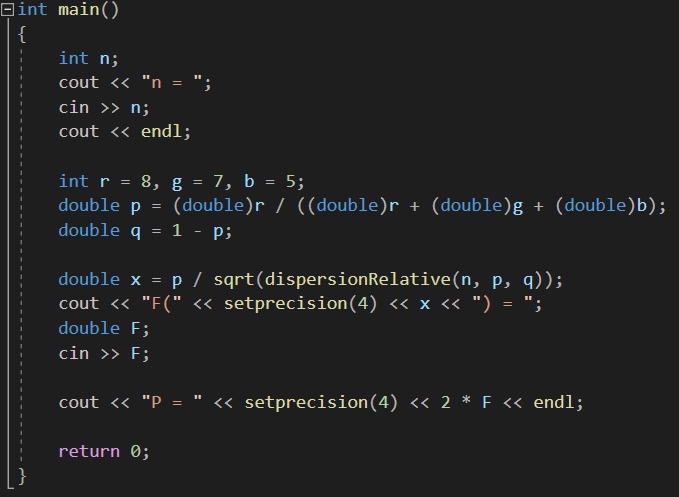 int main()
{
int n;
cout << "n = ";
cin >> n;
cout << endl;
int r = 8, g = 7, b = 5;
double p = (double)r / ((double)r + (double)g + (double)b);
double q = 1 - p;
double x = p / sqrt(dispersionRelative(n, p, q));
cout << "F(" << setprecision(4) << x << ") = ";
double F;
cin >> F;
cout << "P = " << setprecision(4) << 2 * F << endl;
return 0;
}